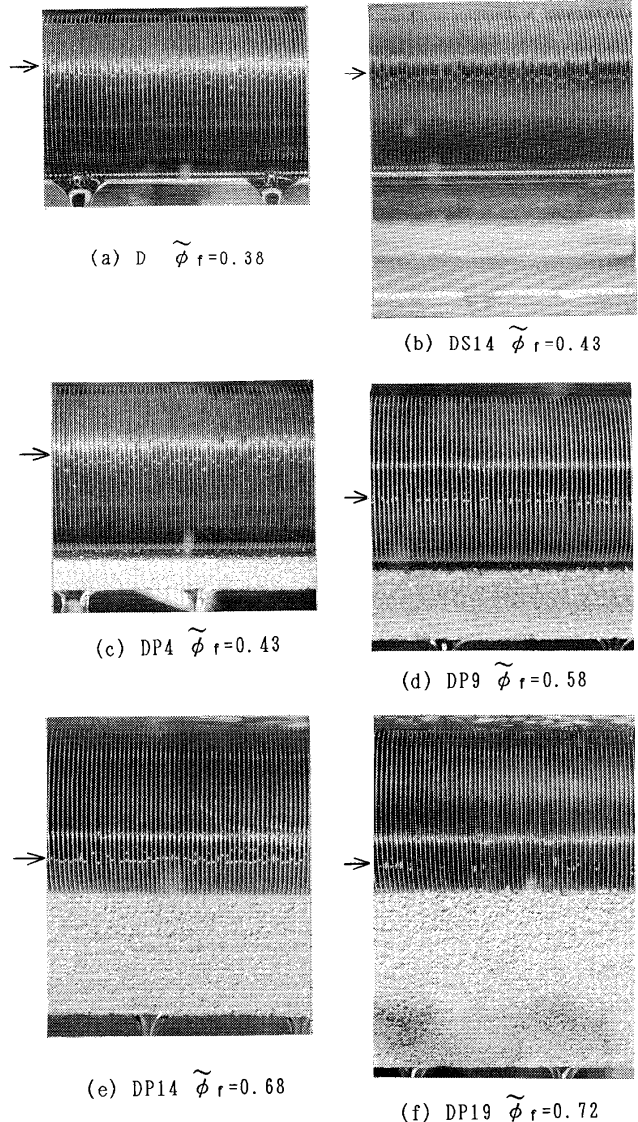 (a) D φ̃ f=0.38
(b) DS14 φ̃ f=0.43
(c) DP4 φ̃ f=0.43
(d) DP9 φ̃ f=0.58
(e) DP14 φ̃ f=0.68
(f) DP19 φ̃ f=0.72